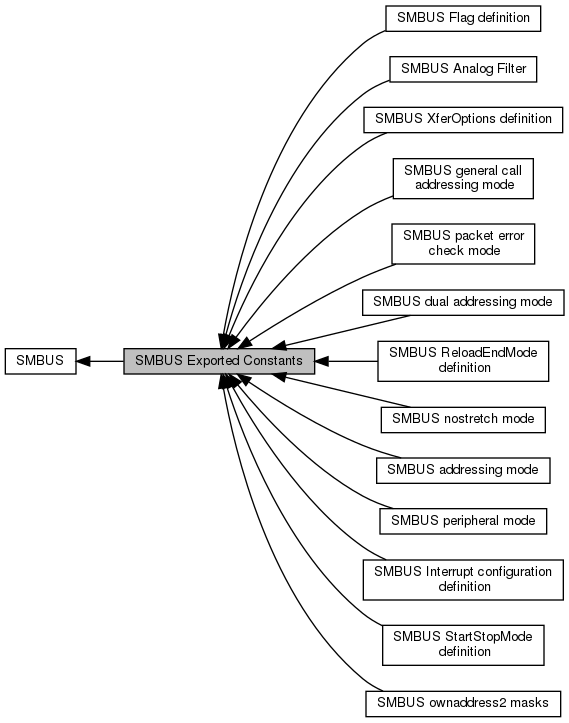 SMBUS Flag definition
SMBUS Analog Filter
SMBUS XferOptions definition
SMBUS general call
addressing mode
SMBUS packet error
check mode
SMBUS dual addressing mode
SMBUS
SMBUS Exported Constants
SMBUS ReloadEndMode
definition
SMBUS nostretch mode
SMBUS addressing mode
SMBUS peripheral mode
SMBUS Interrupt configuration
definition
SMBUS StartStopMode
definition
SMBUS ownaddress2 masks